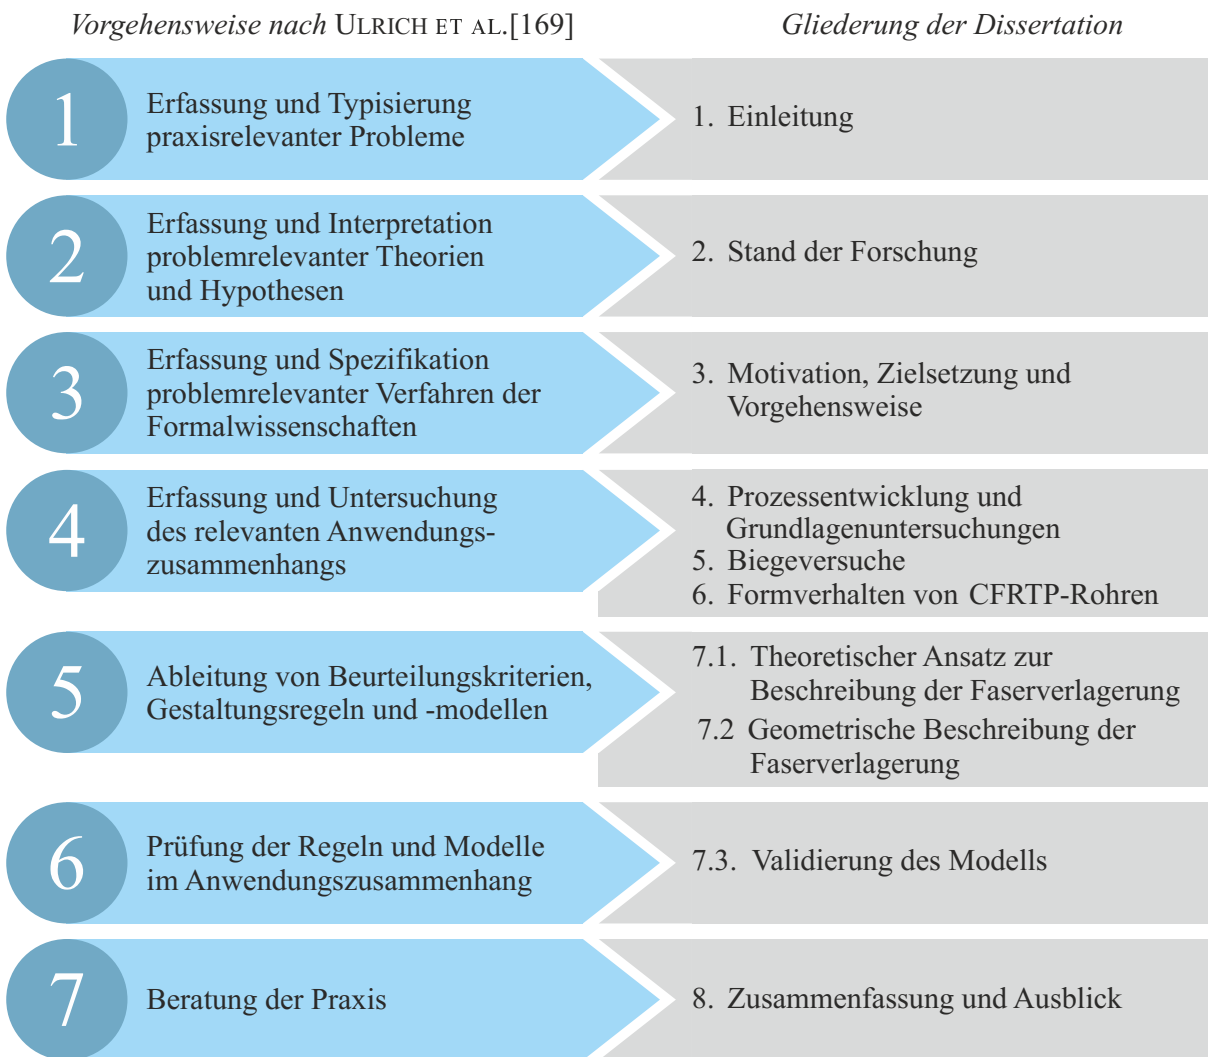 Vorgehensweise nach ULRICH ET AL.[169]
Gliederung der Dissertation
1
Erfassung und Typisierung
praxisrelevanter Probleme
1. Einleitung
2
Erfassung und Interpretation
problemrelevanter Theorien
und Hypothesen
2. Stand der Forschung
3
Erfassung und Spezifikation
problemrelevanter Verfahren der
Formalwissenschaften
3. Motivation, Zielsetzung und
Vorgehensweise
4
Erfassung und Untersuchung
des relevanten Anwendungs-
zusammenhangs
4. Prozessentwicklung und
Grundlagenuntersuchungen
5. Biegeversuche
6. Formverhalten von CFRTP-Rohren
5
Ableitung von Beurteilungskriterien,
Gestaltungsregeln und -modellen
7.1. Theoretischer Ansatz zur
Beschreibung der Faserverlagerung
7.2 Geometrische Beschreibung der
Faserverlagerung
6
Prüfung der Regeln und Modelle
im Anwendungszusammenhang
7.3. Validierung des Modells
7
Beratung der Praxis
8. Zusammenfassung und Ausblick